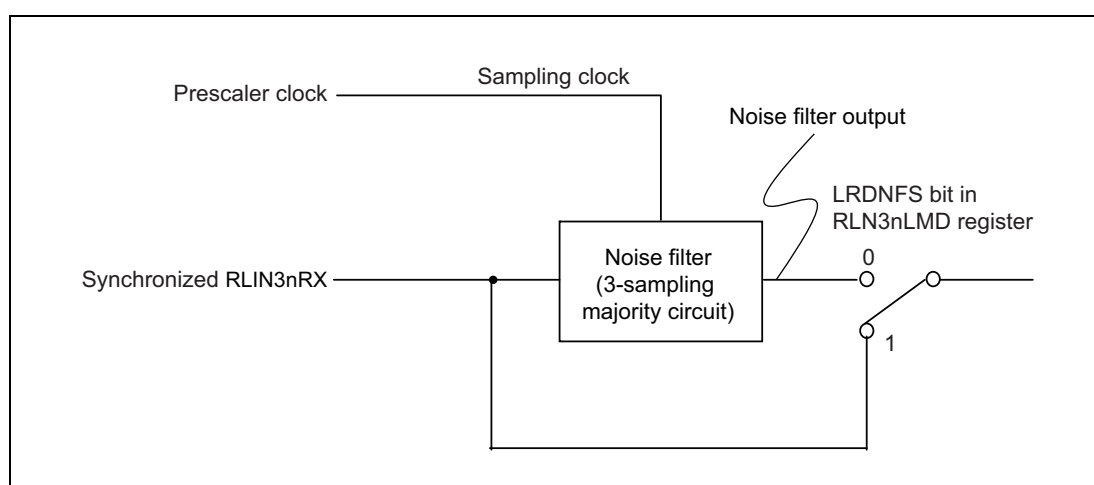 Sampling clock
Prescaler clock
Noise filter output
LRDNFS bit in
RLN3nLMD register
Noise filter
(3-sampling
majority circuit)
0
Synchronized RLIN3nRX
1